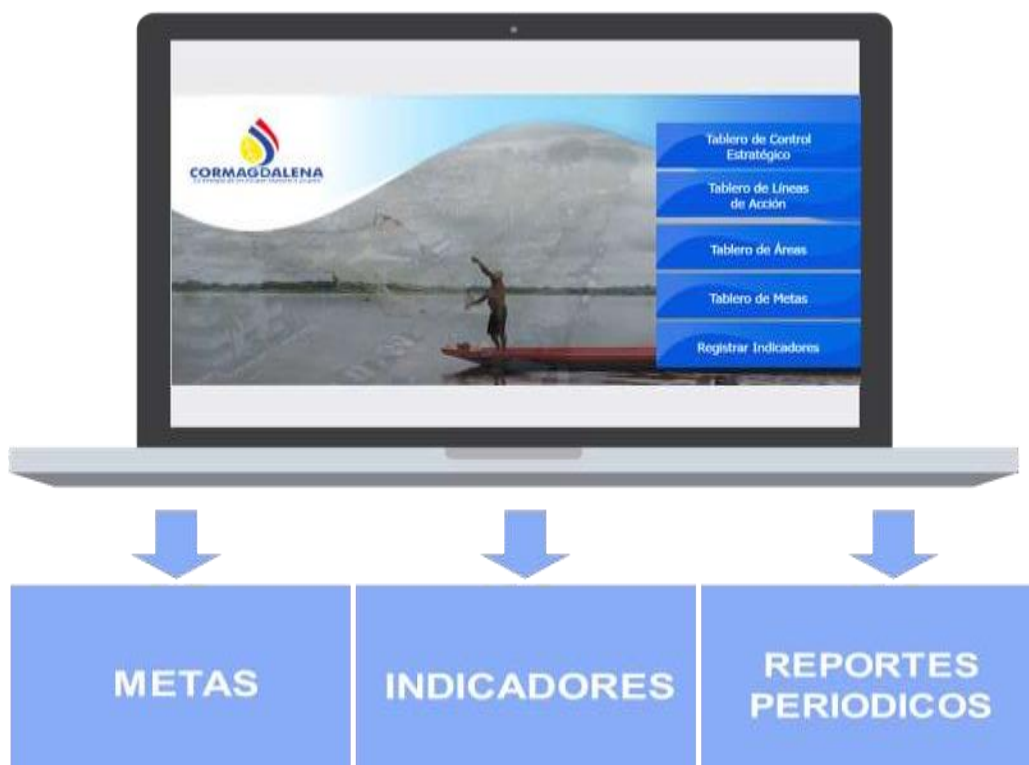 CORMAGDALENA
Tablero de Control
Estratégico
Tablero de Líneas
de Acción
Tablero de Áreas
Tablero de Metas
Registrar Indicadores
METAS
INDICADORES
REPORTES
PERIODICOS